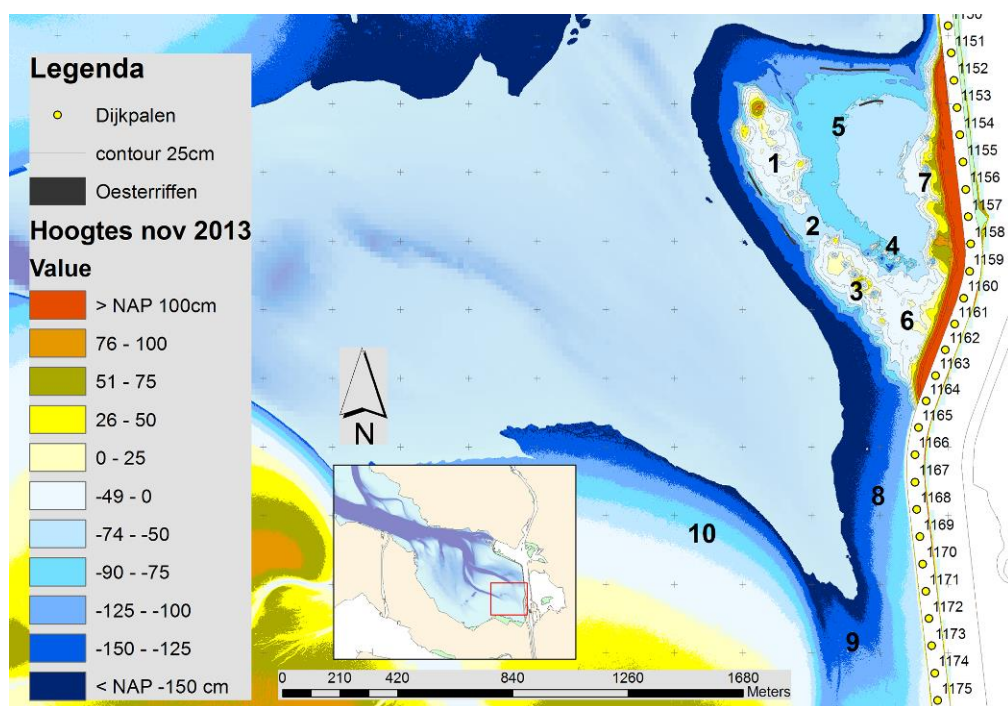 Legenda
Dijkpalen
contour 25cm
Oesterriffen
Hoogtes nov 2013
Value
> NAP 100cm
76 - 100
51 - 75
26 - 50
0 - 25
-49 - 0
-74 - -50
-90 - -75
-125 - -100
-150 - -125
< NAP -150 cm
N
0 210 420 840 1260 1680
Meters
1
2
3
4
5
6
7
8
9
10
1150
1151
1152
1153
1154
1155
1156
1157
1158
1159
1160
1161
1162
1163
1164
1165
1166
1167
1168
1169
1170
1171
1172
1173
1174
1175